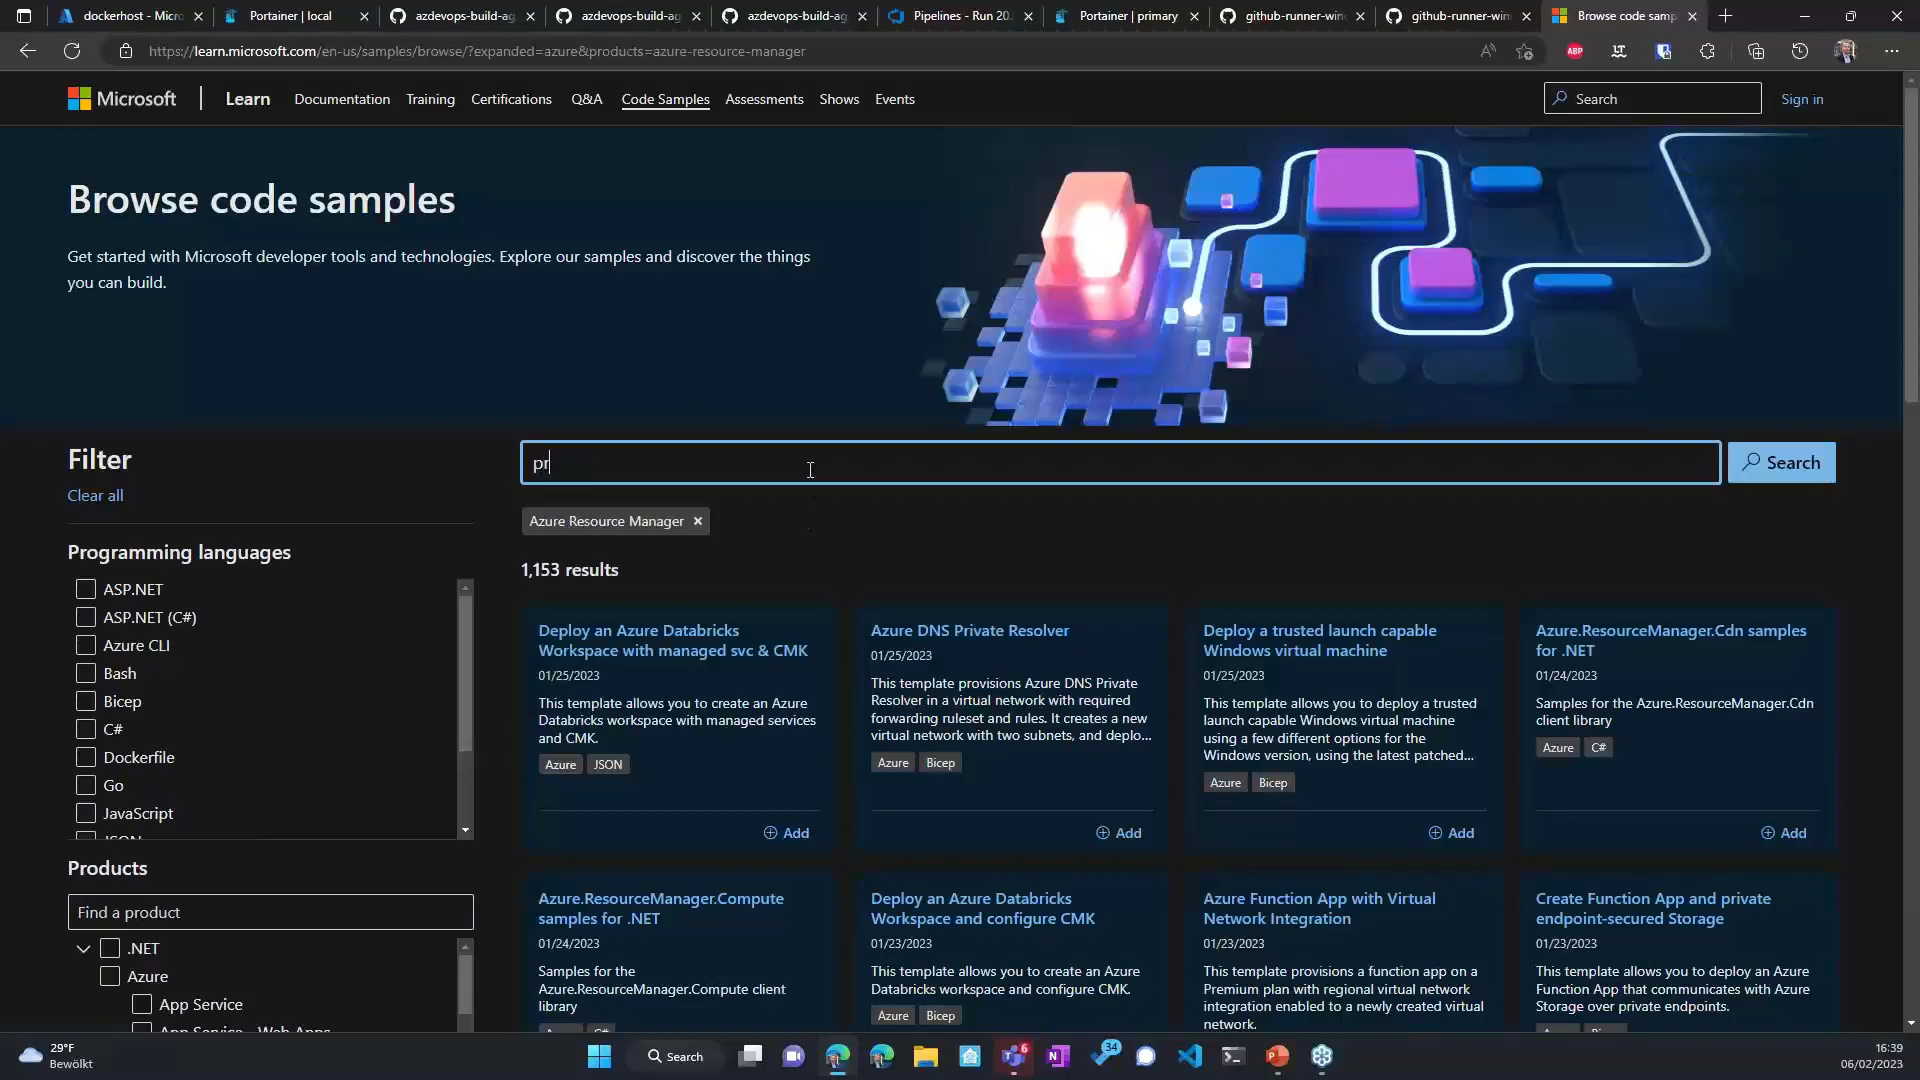 dockerhost - Micro
Portainer | local
azdevops-build-ag
azdevops-build-ag
azdevops-build-ag
Pipelines - Run 20
Portainer | primary
github-runner-win
github-runner-win
Browse code samp
https://learn.microsoft.com/en-us/samples/browse/?expanded=azure&products=azure-resource-manager
ABP
Microsoft
Learn
Documentation
Training
Certifications
Q&A
Code Samples
Assessments
Shows
Events
Search
Sign in
Browse code samples
Get started with Microsoft developer tools and technologies. Explore our samples and discover the things
you can build.
Filter
Clear all
pr
Search
Azure Resource Manager
1,153 results
Programming languages
ASP.NET
ASP.NET (C#)
Azure CLI
Bash
Bicep
C#
Dockerfile
Go
JavaScript
JSON
Products
Find a product
.NET
Azure
App Service
App Service - Web Apps
Deploy an Azure Databricks
Workspace with managed svc & CMK
01/25/2023
This template allows you to create an Azure
Databricks workspace with managed services
and CMK.
Azure
JSON
Add
Azure DNS Private Resolver
01/25/2023
This template provisions Azure DNS Private
Resolver in a virtual network with required
forwarding ruleset and rules. It creates a new
virtual network with two subnets, and deplo...
Azure
Bicep
Add
Deploy a trusted launch capable
Windows virtual machine
01/25/2023
This template allows you to deploy a trusted
launch capable Windows virtual machine
using a few different options for the
Windows version, using the latest patched...
Azure
Bicep
Add
Azure.ResourceManager.Cdn samples
for .NET
01/24/2023
Samples for the Azure.ResourceManager.Cdn
client library
Azure
C#
Add
Azure.ResourceManager.Compute
samples for .NET
01/24/2023
Samples for the
Azure.ResourceManager.Compute client
library
Deploy an Azure Databricks
Workspace and configure CMK
01/23/2023
This template allows you to create an Azure
Databricks workspace and configure CMK.
Azure
Bicep
Azure Function App with Virtual
Network Integration
01/23/2023
This template provisions a function app on a
Premium plan with regional virtual network
integration enabled to a newly created virtual
network.
Create Function App and private
endpoint-secured Storage
01/23/2023
This template allows you to deploy an Azure
Function App that communicates with Azure
Storage over private endpoints.
29°F
Bewölkt
Search
6
34
16:39
06/02/2023